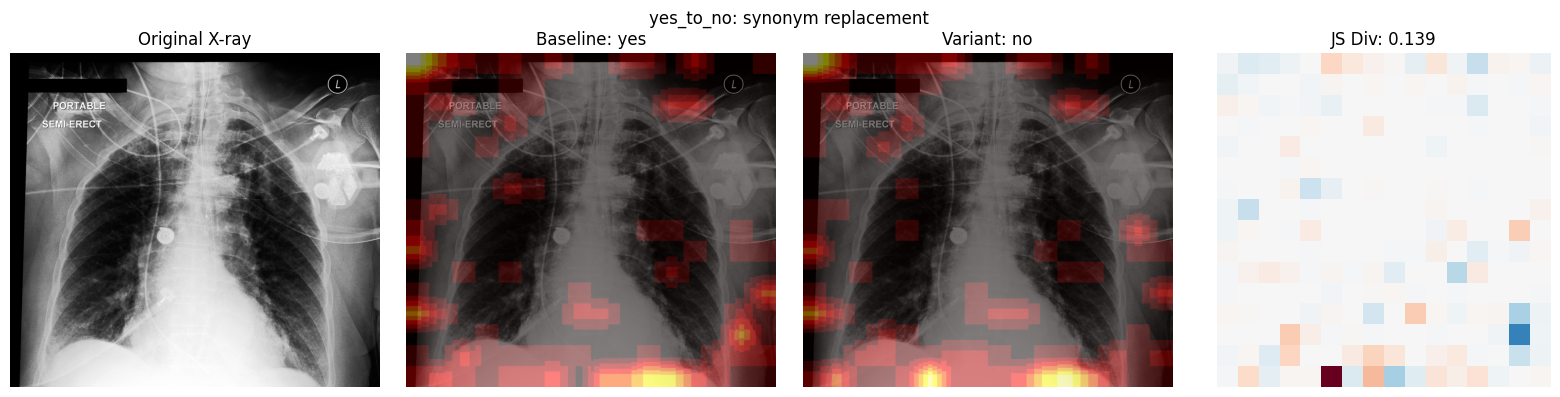 yes_to_no: synonym replacement
Original X-ray
Baseline: yes
Variant: no
JS Div: 0.139
L
PORTABLE
SEMI-ERECT
L
PORTABLE
SEMI-ERECT
L
PORTABLE
SEMI-ERECT